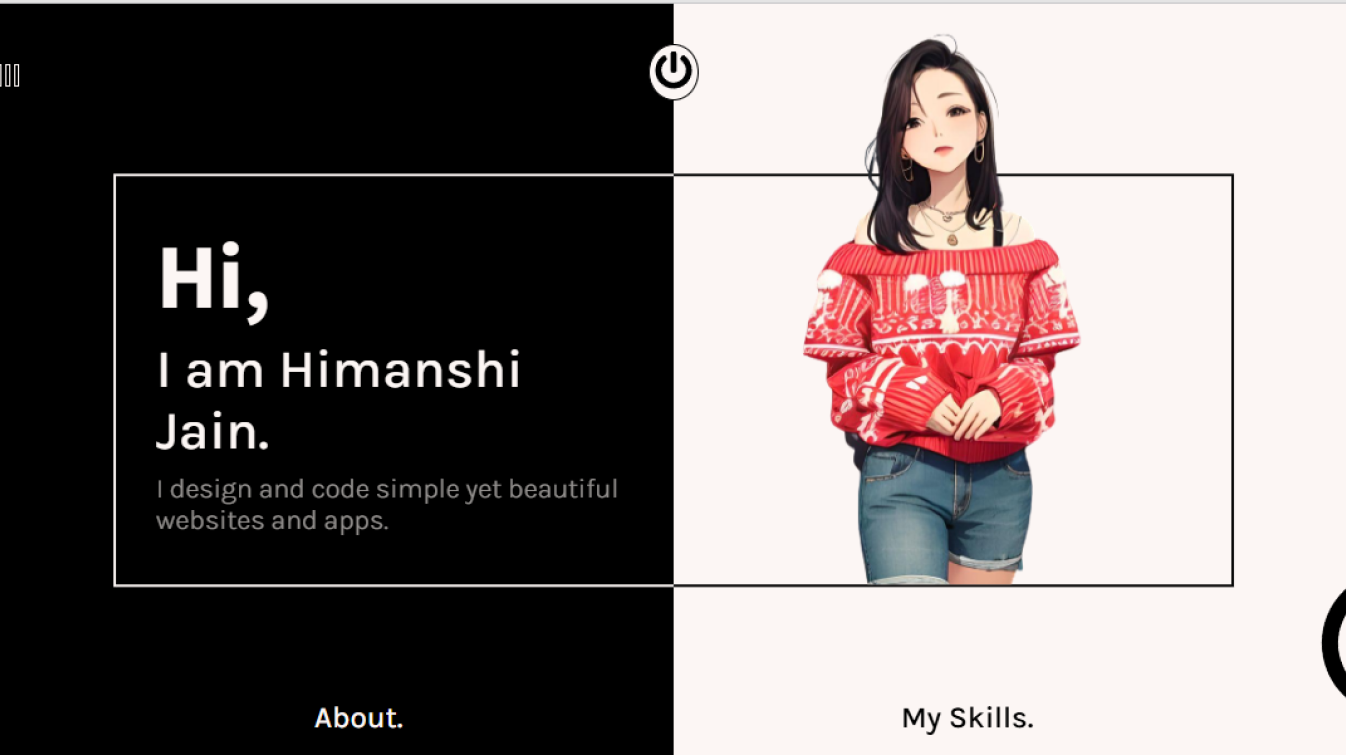 Hi,
I am Himanshi
Jain.
I design and code simple yet beautiful
websites and apps.
About.
My Skills.